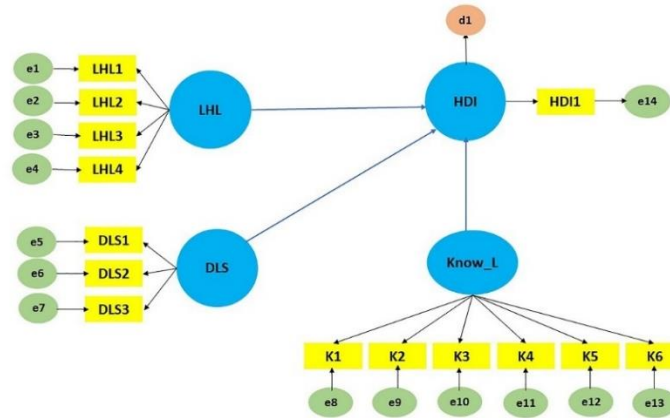 d1
e1
LHL1
e2
LHL2
e3
LHL3
e4
LHL4
LHL
HDI
HDI1
e14
e5
DLS1
e6
DLS2
e7
DLS3
DLS
Know_L
K1
K2
K3
K4
K5
K6
e8
e9
e10
e11
e12
e13